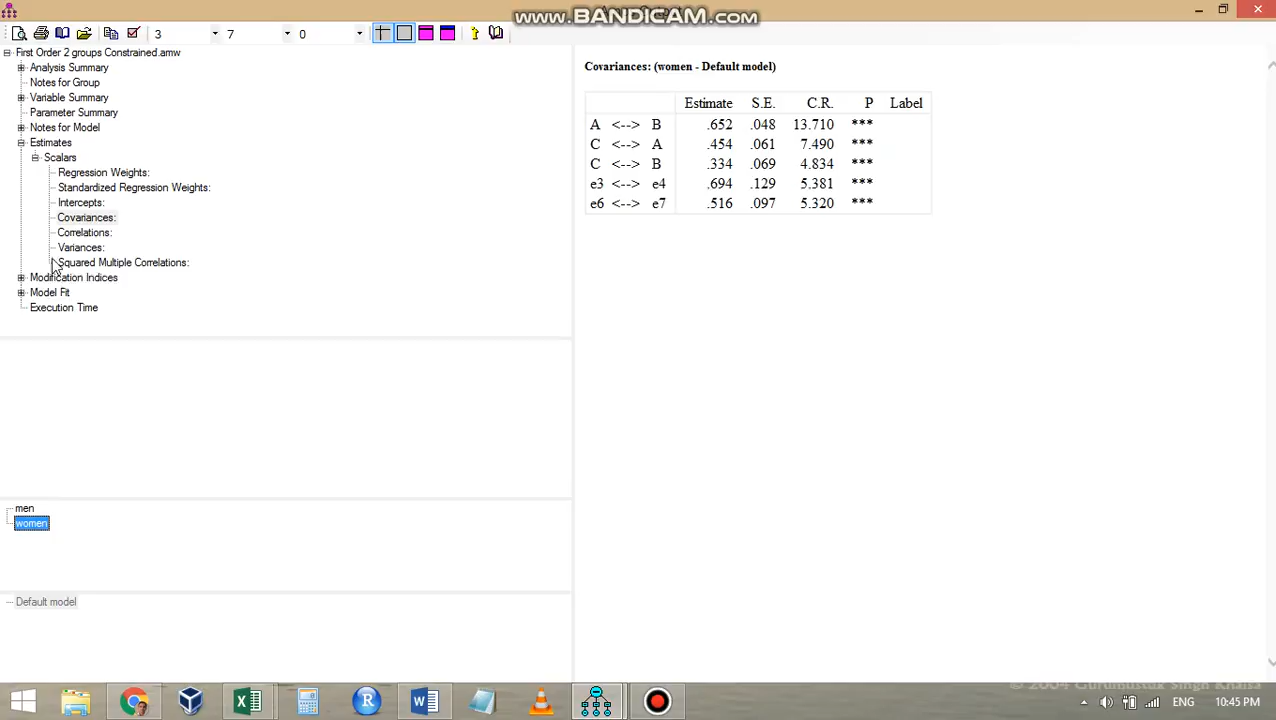 www.BANDICAM.com
3 7 0
First Order 2 groups Constrained.amw
Analysis Summary
Notes for Group
Variable Summary
Parameter Summary
Notes for Model
Estimates
Scalars
Regression Weights:
Standardized Regression Weights:
Intercepts:
Covariances:
Correlations:
Variances:
Squared Multiple Correlations:
Modification Indices
Model Fit
Execution Time
men
women
Default model
Covariances: (women - Default model)
Estimate S.E. C.R. P Label
A <--> B .652 .048 13.710 ***
C <--> A .454 .061 7.490 ***
C <--> B .334 .069 4.834 ***
e3 <--> e4 .694 .129 5.381 ***
e6 <--> e7 .516 .097 5.320 ***
© 2004 Gurumustuk Singh Khalsa
ENG 10:45 PM